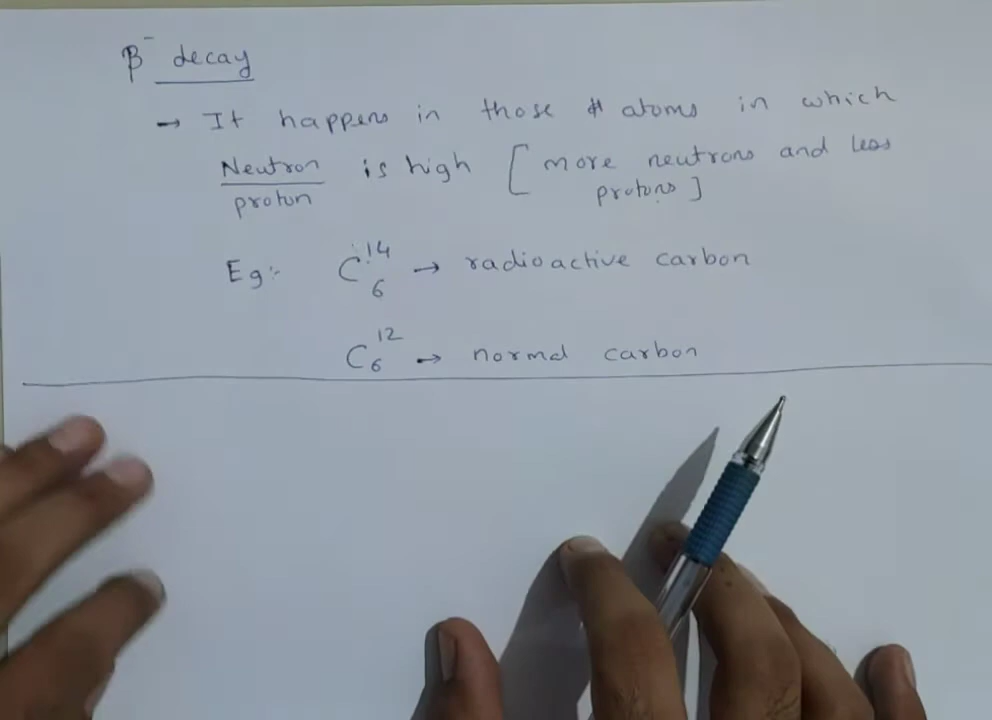 β⁻ decay
→ It happens in those atoms in which
Neutron/proton is high [more neutrons and less
protons]
Eg:- C¹⁴₆ → radioactive carbon
C¹²₆ → normal carbon